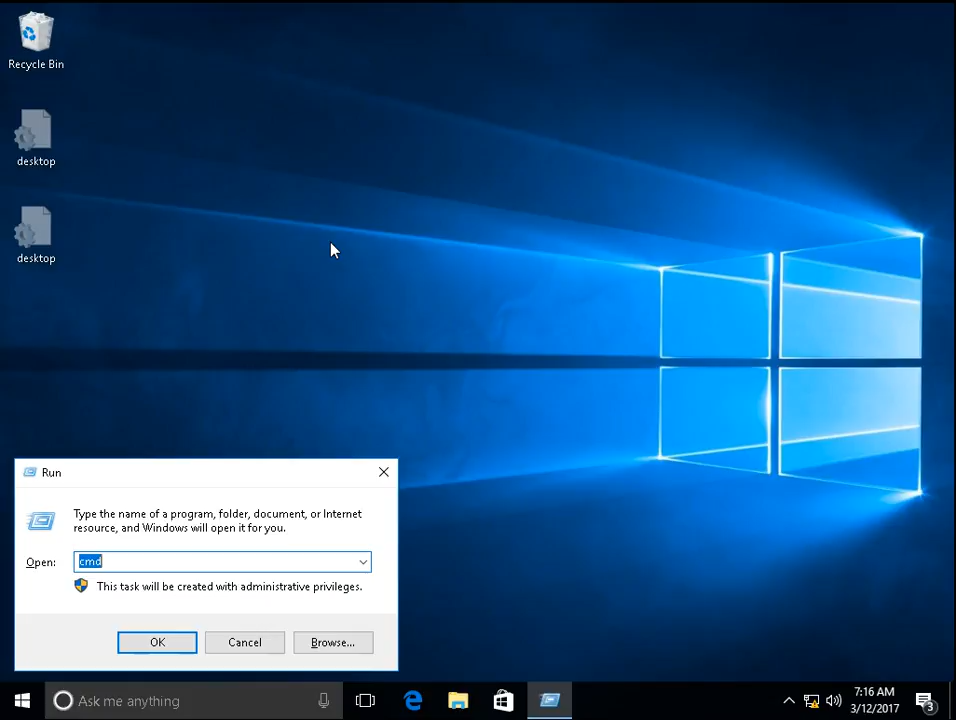 Recycle Bin
desktop
desktop
Run
Type the name of a program, folder, document, or Internet
resource, and Windows will open it for you.
Open:
cmd
This task will be created with administrative privileges.
OK
Cancel
Browse...
Ask me anything
7:16 AM
3/12/2017
3